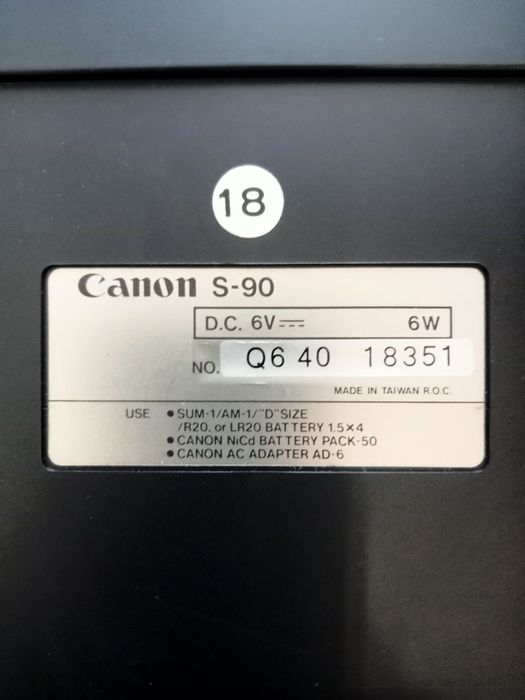 18
Canon S-90
D.C. 6V⎓ 6W
NO. Q6 40 18351
MADE IN TAIWAN R.O.C.
USE • SUM-1/AM-1/"D" SIZE
/R20, or LR20 BATTERY 1.5×4
• CANON NiCd BATTERY PACK-50
• CANON AC ADAPTER AD-6